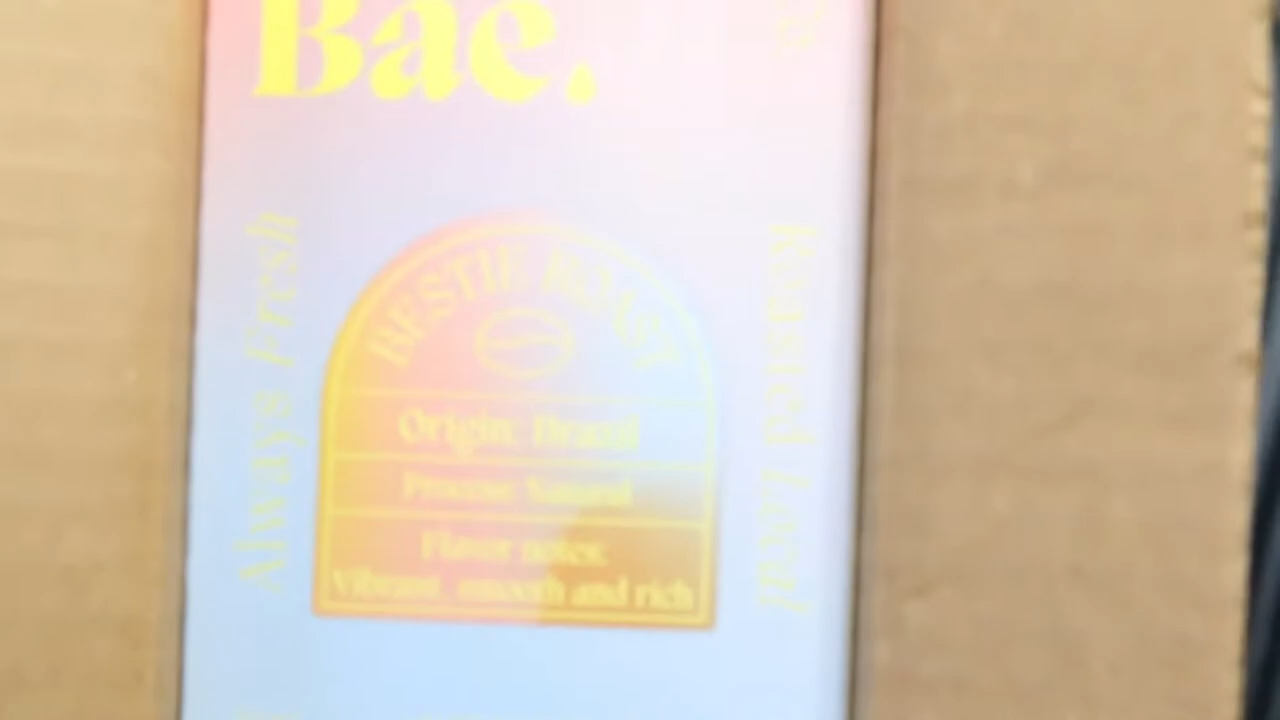 Bae.
Always Fresh
BESTIE ROAST
Origin: Brazil
Process: Natural
Flavor notes:
Vibrant, smooth and rich
Roasted Local